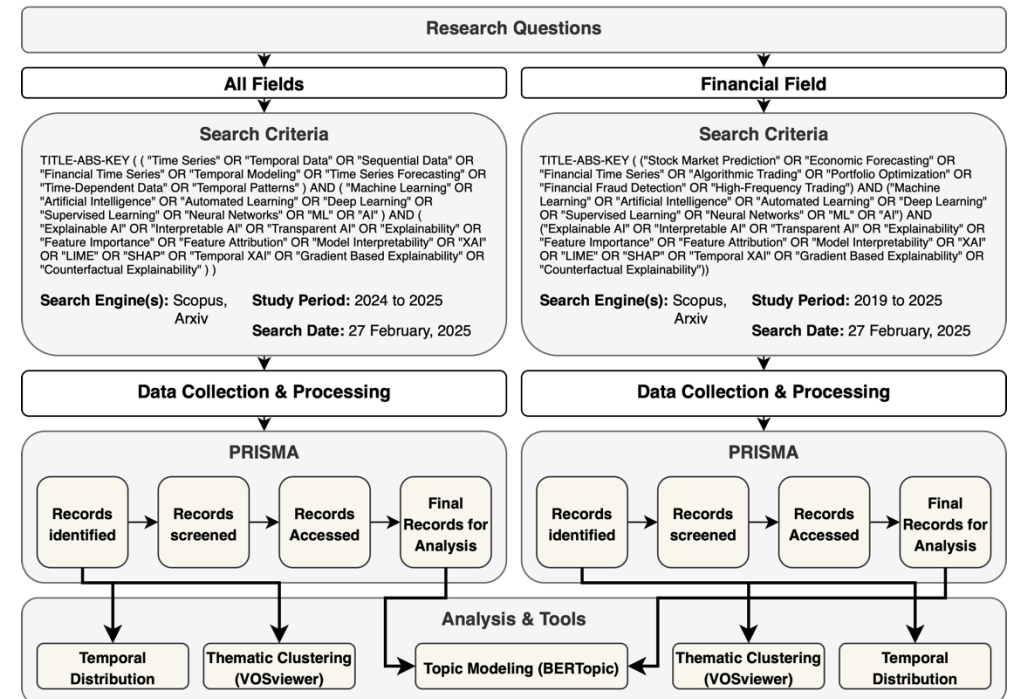 Research Questions
All Fields
Search Criteria
TITLE-ABS-KEY ( ( "Time Series" OR "Temporal Data" OR "Sequential Data" OR
"Financial Time Series" OR "Temporal Modeling" OR "Time Series Forecasting" OR
"Time-Dependent Data" OR "Temporal Patterns" ) AND ( "Machine Learning" OR
"Artificial Intelligence" OR "Automated Learning" OR "Deep Learning" OR
"Supervised Learning" OR "Neural Networks" OR "ML" OR "AI" ) AND (
"Explainable AI" OR "Interpretable AI" OR "Transparent AI" OR "Explainability" OR
"Feature Importance" OR "Feature Attribution" OR "Model Interpretability" OR "XAI"
OR "LIME" OR "SHAP" OR "Temporal XAI" OR "Gradient Based Explainability" OR
"Counterfactual Explainability" ) )
Search Engine(s): Scopus,
Arxiv
Study Period: 2024 to 2025
Search Date: 27 February, 2025
Data Collection & Processing
PRISMA
Records
identified
Records
screened
Records
Accessed
Final
Records for
Analysis
Financial Field
Search Criteria
TITLE-ABS-KEY ( ("Stock Market Prediction" OR "Economic Forecasting" OR
"Financial Time Series" OR "Algorithmic Trading" OR "Portfolio Optimization" OR
"Financial Fraud Detection" OR "High-Frequency Trading") AND ("Machine
Learning" OR "Artificial Intelligence" OR "Automated Learning" OR "Deep Learning"
OR "Supervised Learning" OR "Neural Networks" OR "ML" OR "AI") AND
("Explainable AI" OR "Interpretable AI" OR "Transparent AI" OR "Explainability" OR
"Feature Importance" OR "Feature Attribution" OR "Model Interpretability" OR "XAI"
OR "LIME" OR "SHAP" OR "Temporal XAI" OR "Gradient Based Explainability" OR
"Counterfactual Explainability"))
Search Engine(s): Scopus,
Arxiv
Study Period: 2019 to 2025
Search Date: 27 February, 2025
Data Collection & Processing
PRISMA
Records
identified
Records
screened
Records
Accessed
Final
Records for
Analysis
Analysis & Tools
Temporal
Distribution
Thematic Clustering
(VOSviewer)
Topic Modeling (BERTopic)
Thematic Clustering
(VOSviewer)
Temporal
Distribution